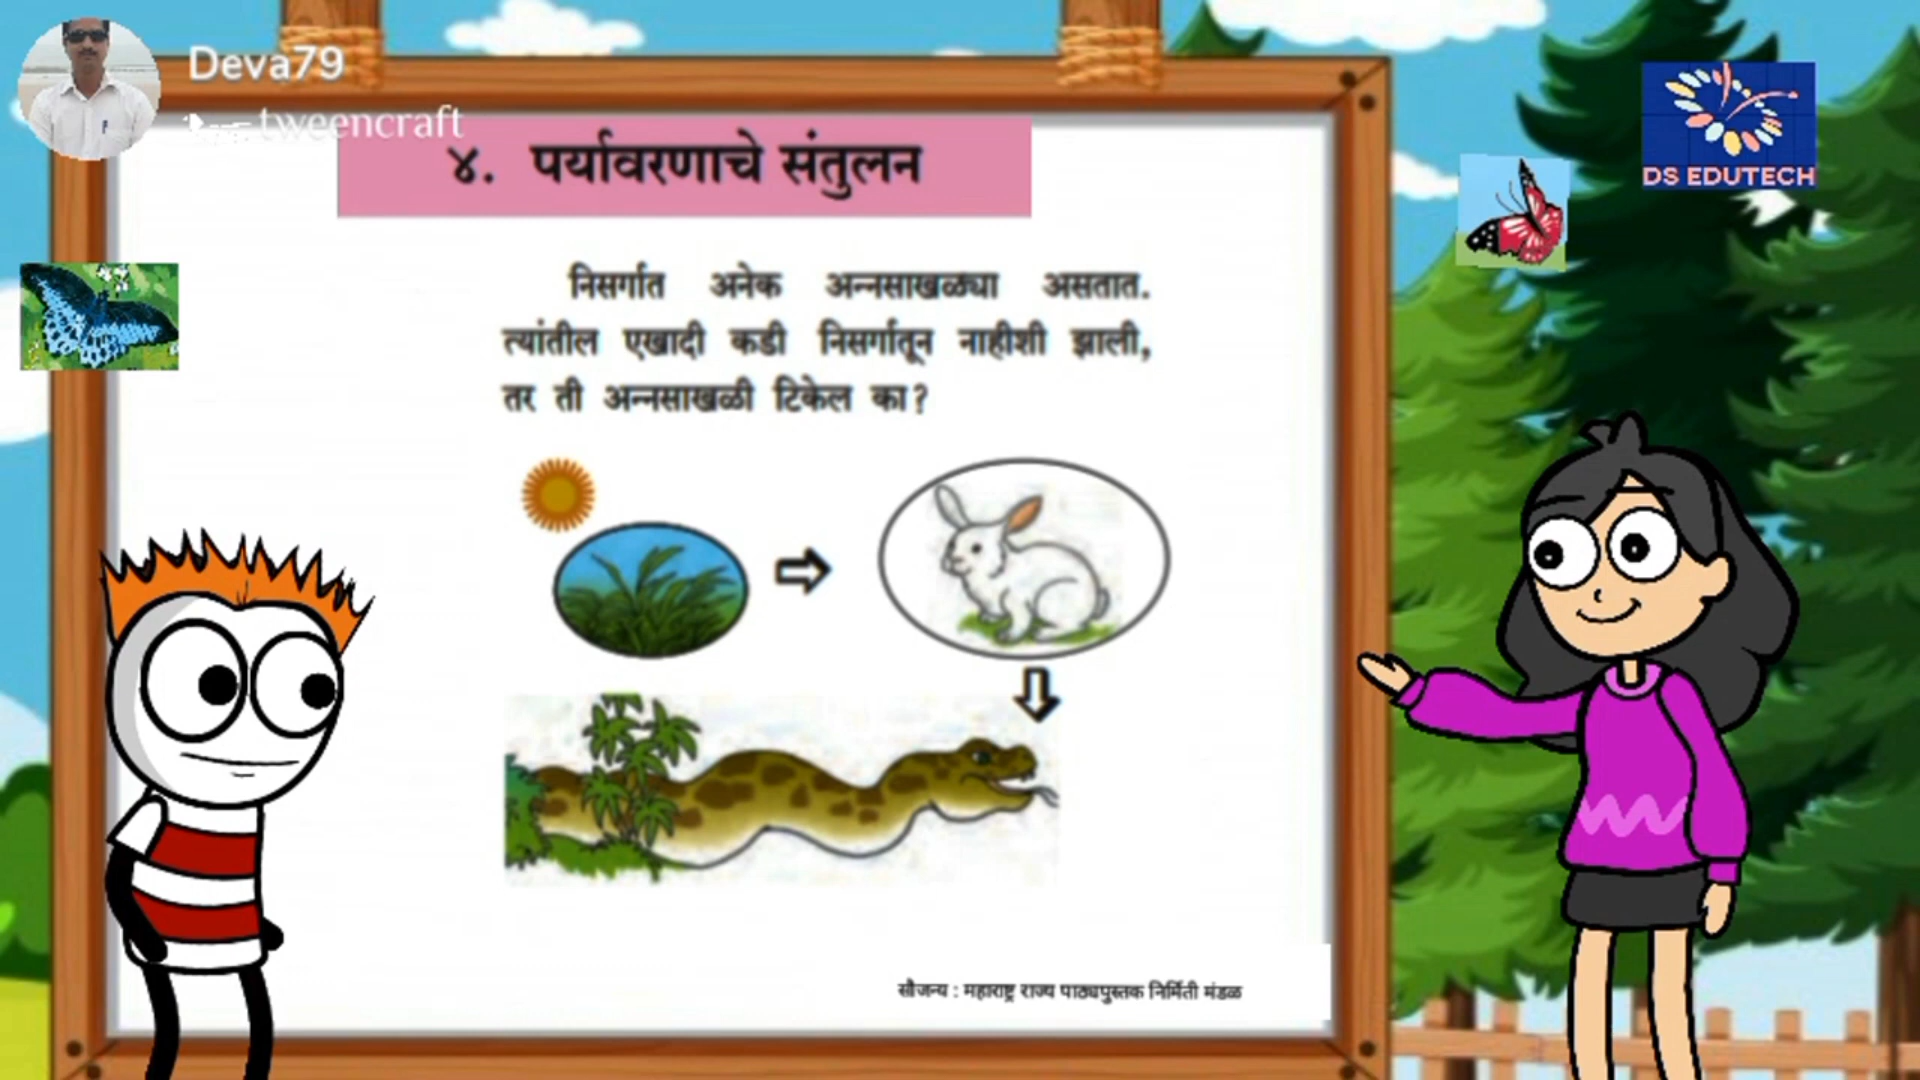 Deva79
tweencraft
DS EDUTECH
४. पर्यावरणाचे संतुलन
निसर्गात अनेक अन्नसाखळ्या असतात.
त्यांतील एखादी कडी निसर्गातून नाहीशी झाली,
तर ती अन्नसाखळी टिकेल का?
सौजन्य : महाराष्ट्र राज्य पाठ्यपुस्तक निर्मिती मंडळ